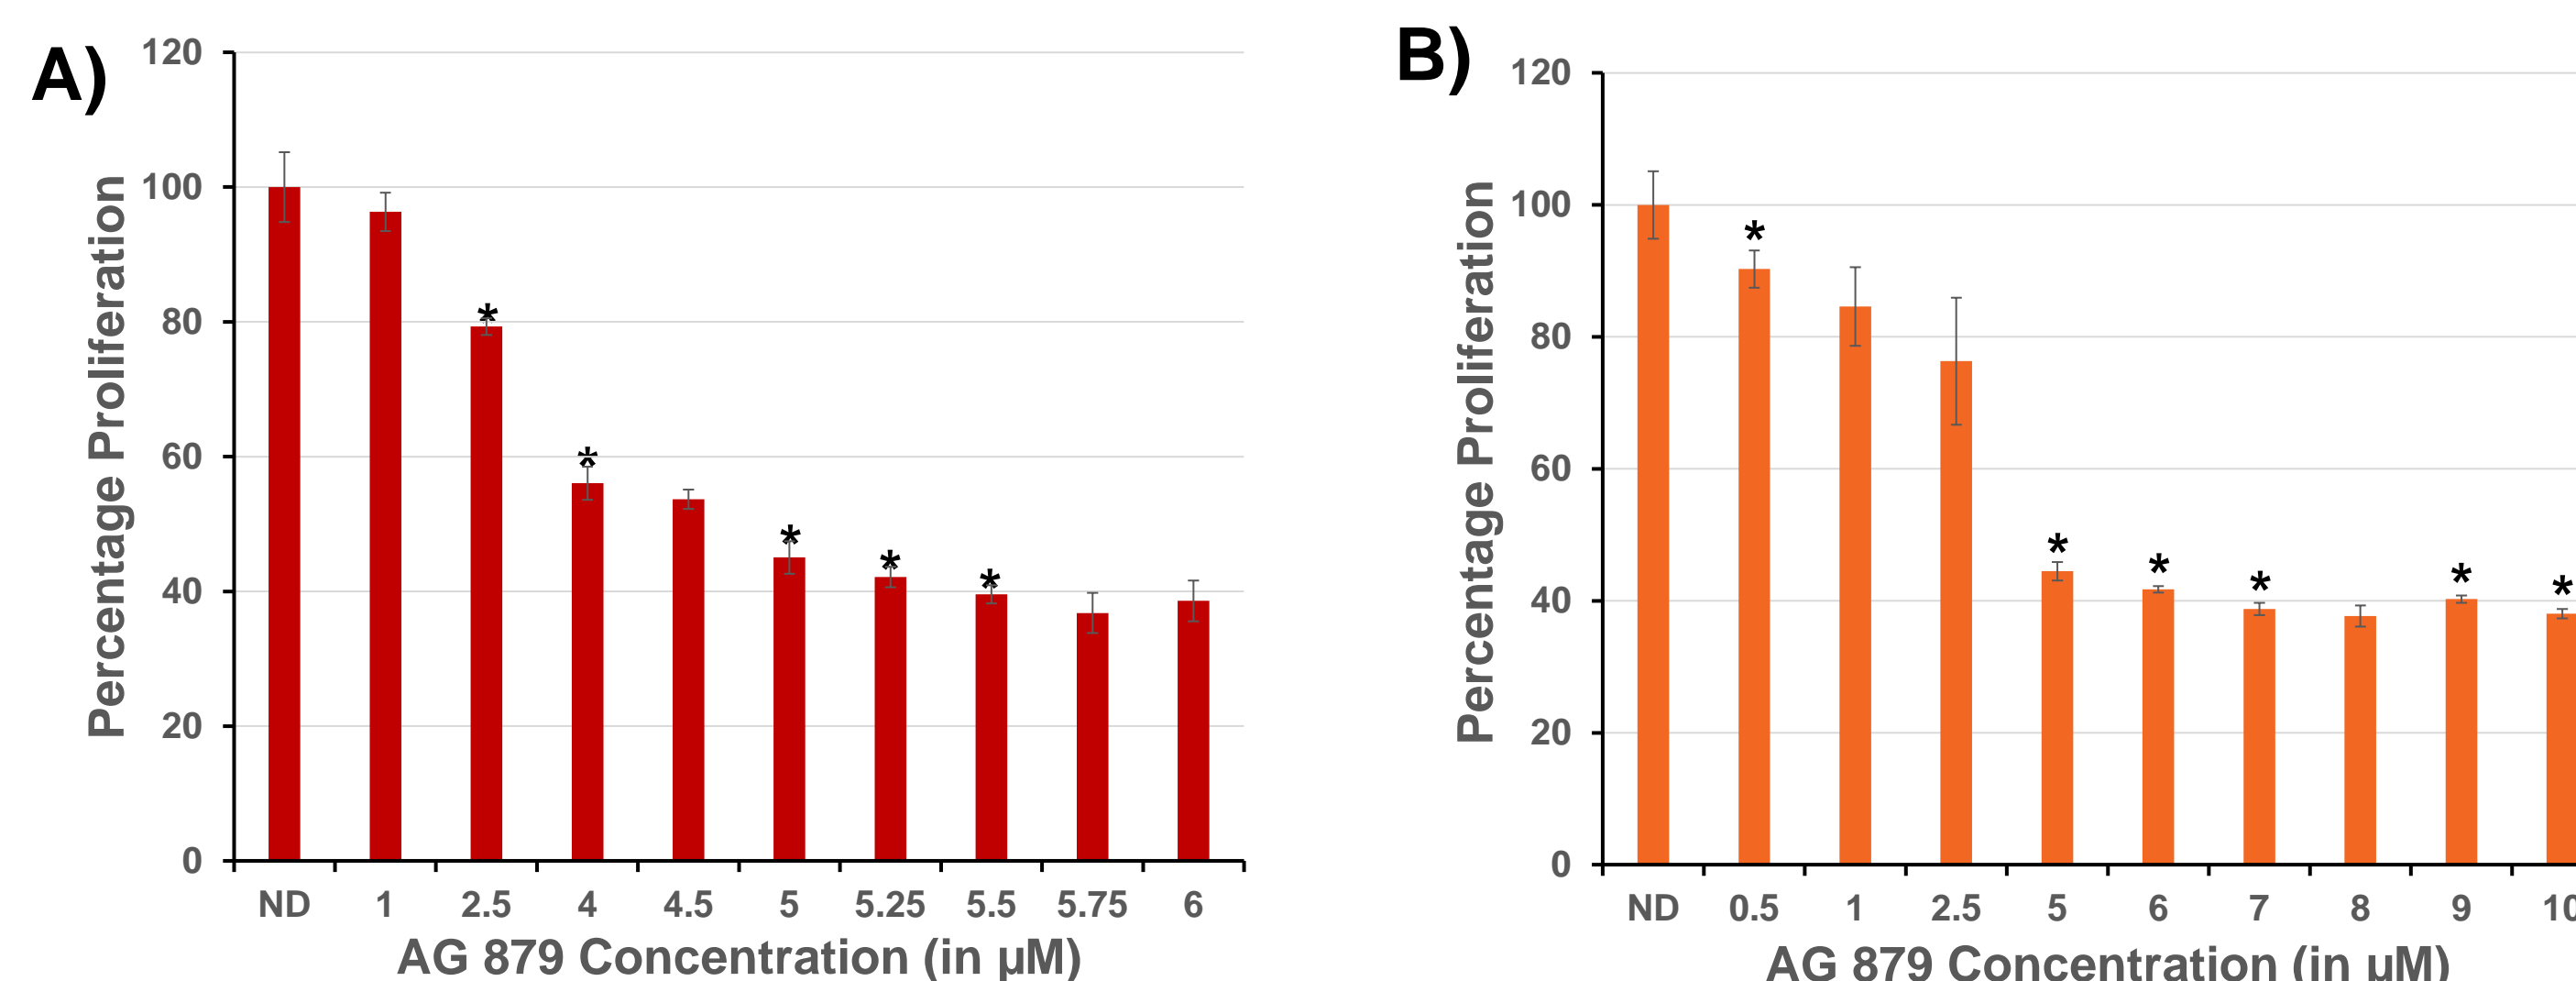 A)
120
100
80
60
40
20
0
Percentage Proliferation
* * * * *
ND 1 2.5 4 4.5 5 5.25 5.5 5.75 6
AG 879 Concentration (in µM)
B)
120
100
80
60
40
20
0
Percentage Proliferation
* * * * * *
ND 0.5 1 2.5 5 6 7 8 9 10
AG 879 Concentration (in µM)